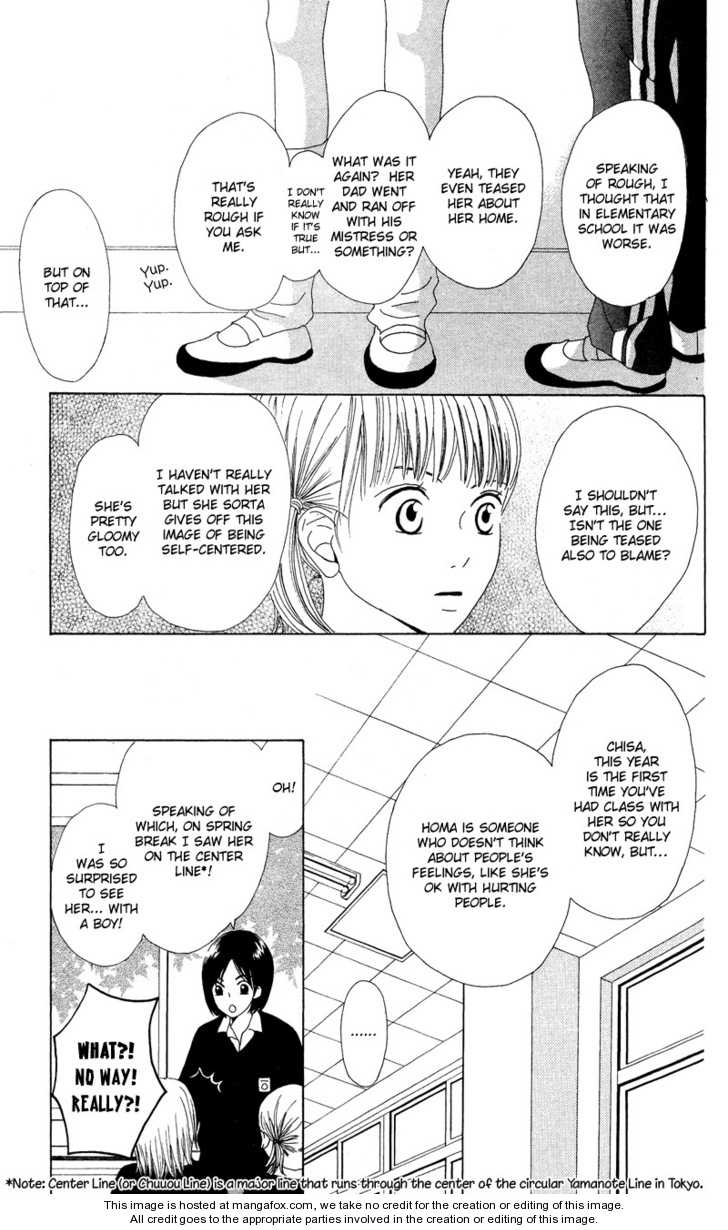 SPEAKING
OF ROUGH, I
THOUGHT THAT
IN ELEMENTARY
SCHOOL IT WAS
WORSE.
YEAH, THEY
EVEN TEASED
HER ABOUT
HER HOME.
WHAT WAS IT
AGAIN? HER
DAD WENT
AND RAN OFF
WITH HIS
MISTRESS OR
SOMETHING?
I DON'T
REALLY
KNOW
IF IT'S
TRUE
BUT...
THAT'S
REALLY
ROUGH IF
YOU ASK
ME.
Yup.
Yup.
BUT ON
TOP OF
THAT...
I SHOULDN'T
SAY THIS, BUT...
ISN'T THE ONE
BEING TEASED
ALSO TO BLAME?
I HAVEN'T REALLY
TALKED WITH HER
BUT SHE SORTA
GIVES OFF THIS
IMAGE OF BEING
SELF-CENTERED.
SHE'S
PRETTY
GLOOMY
TOO.
CHISA,
THIS YEAR
IS THE FIRST
TIME YOU'VE
HAD CLASS WITH
HER SO YOU
DON'T REALLY
KNOW, BUT...
HOMA IS SOMEONE
WHO DOESN'T THINK
ABOUT PEOPLE'S
FEELINGS, LIKE SHE'S
OK WITH HURTING
PEOPLE.
......
OH!
SPEAKING OF
WHICH, ON SPRING
BREAK I SAW HER
ON THE CENTER
LINE*!
I
WAS SO
SURPRISED
TO SEE
HER... WITH
A BOY!
WHAT?!
NO WAY!
REALLY?!
*Note: Center Line (or Chuuou Line) is a major line that runs through the center of the circular Yamanote Line in Tokyo.
This image is hosted at mangafox.com, we take no credit for the creation or editing of this image.
All credit goes to the appropriate parties involved in the creation or editing of this image.